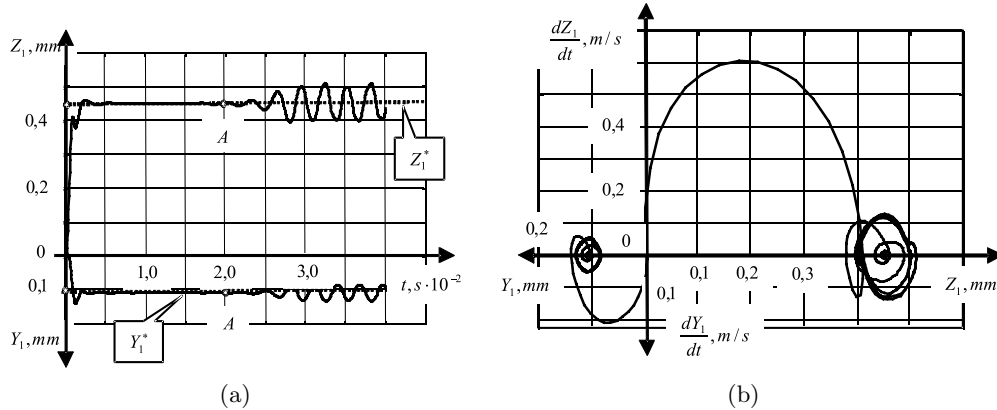 Z₁, mm
0,4
A
Z₁*
0,2
0
1,0 2,0 3,0 t, s·10⁻²
0,1
Y₁, mm
Y₁*
A
(a)
dZ₁/dt, m/s
0,4
0,2
0,2
0
0,1 0,2 0,3
Y₁, mm
Z₁, mm
0,1
dY₁/dt, m/s
(b)